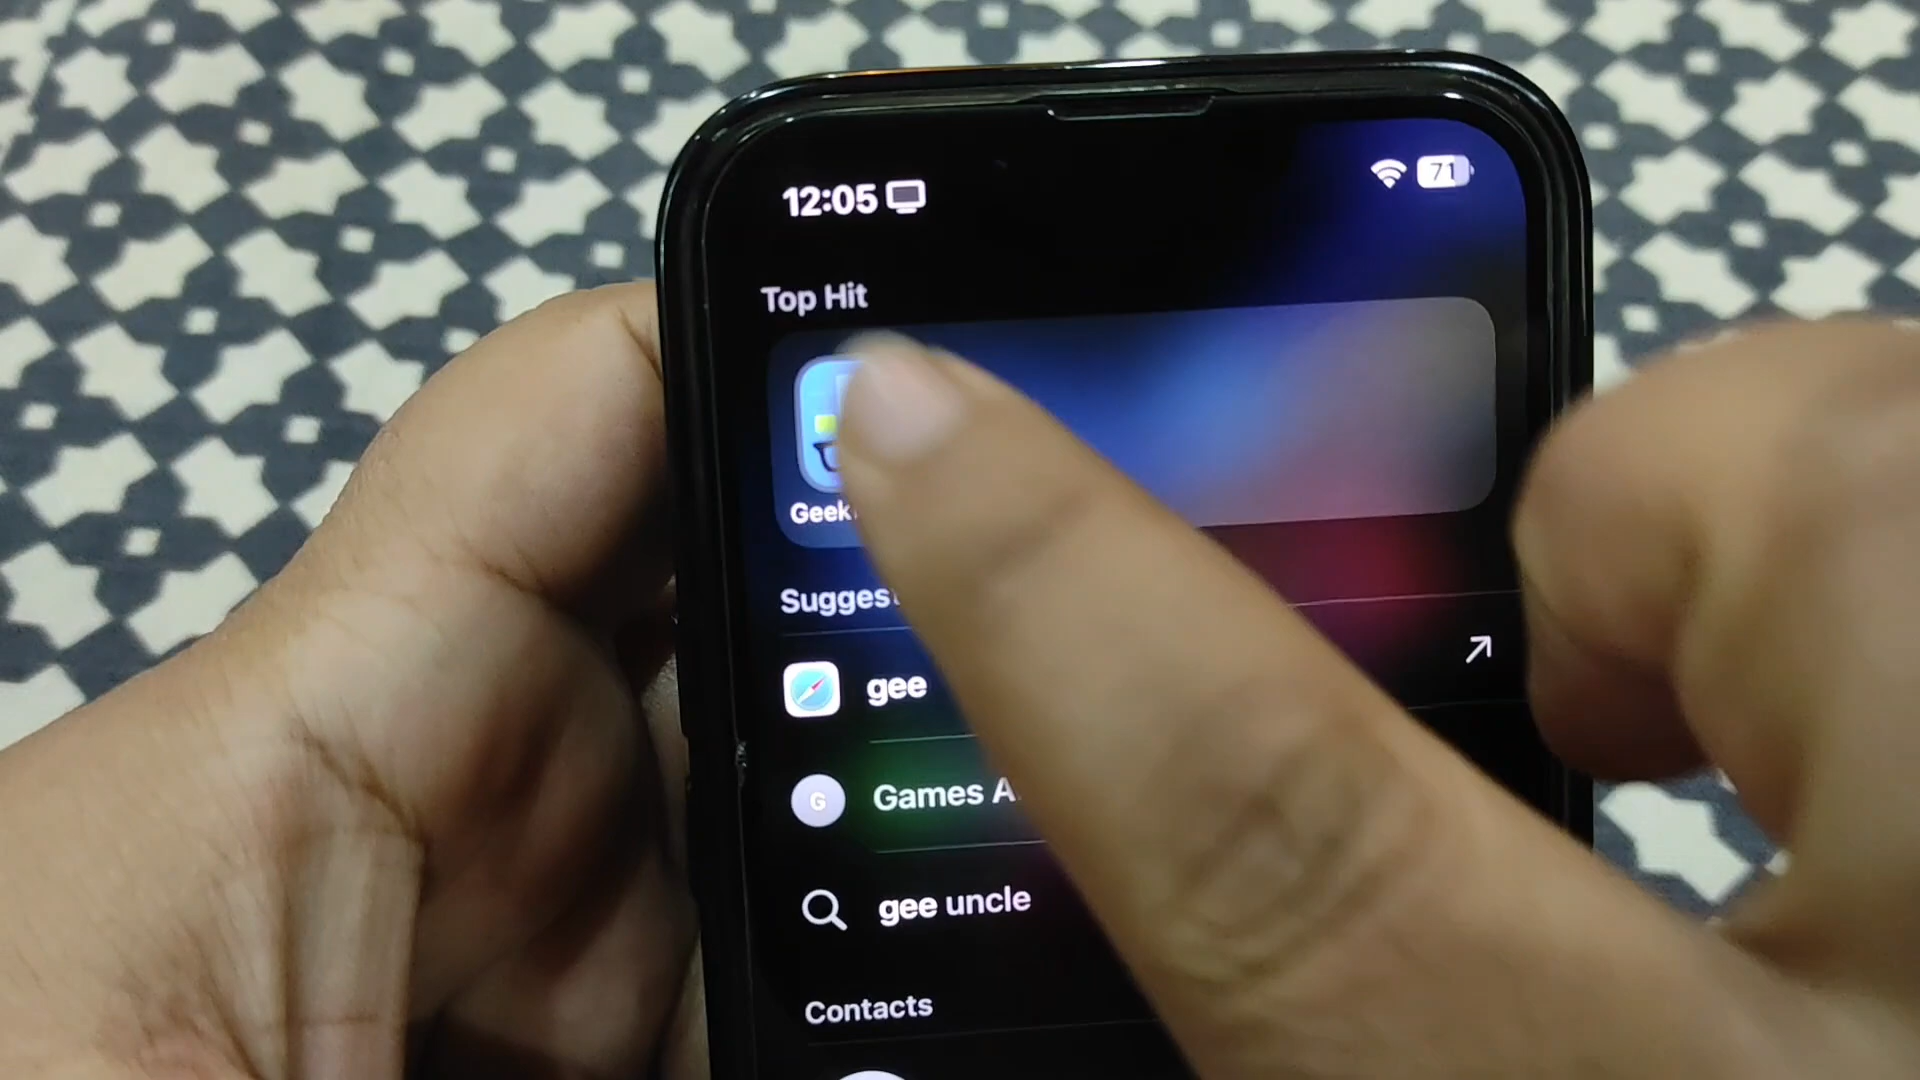 12:05
71
Top Hit
Geek
Sugges
gee
G
Games A
gee uncle
Contacts